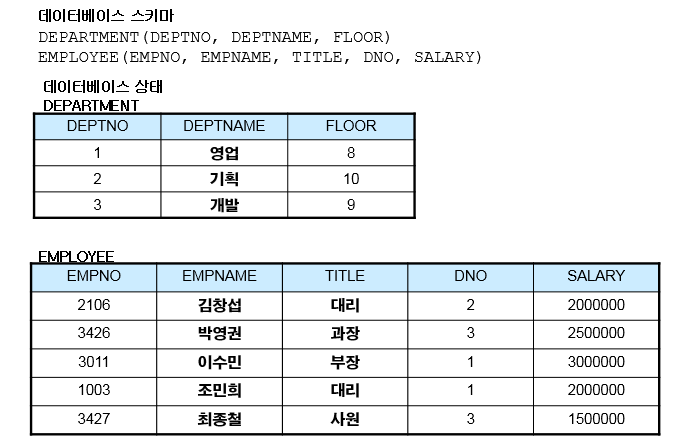 데이터베이스 스키마
DEPARTMENT(DEPTNO, DEPTNAME, FLOOR)
EMPLOYEE(EMPNO, EMPNAME, TITLE, DNO, SALARY)
데이터베이스 상태
DEPARTMENT
DEPTNO DEPTNAME FLOOR
1 영업 8
2 기획 10
3 개발 9
EMPLOYEE
EMPNO EMPNAME TITLE DNO SALARY
2106 김창섭 대리 2 2000000
3426 박영권 과장 3 2500000
3011 이수민 부장 1 3000000
1003 조민희 대리 1 2000000
3427 최종철 사원 3 1500000